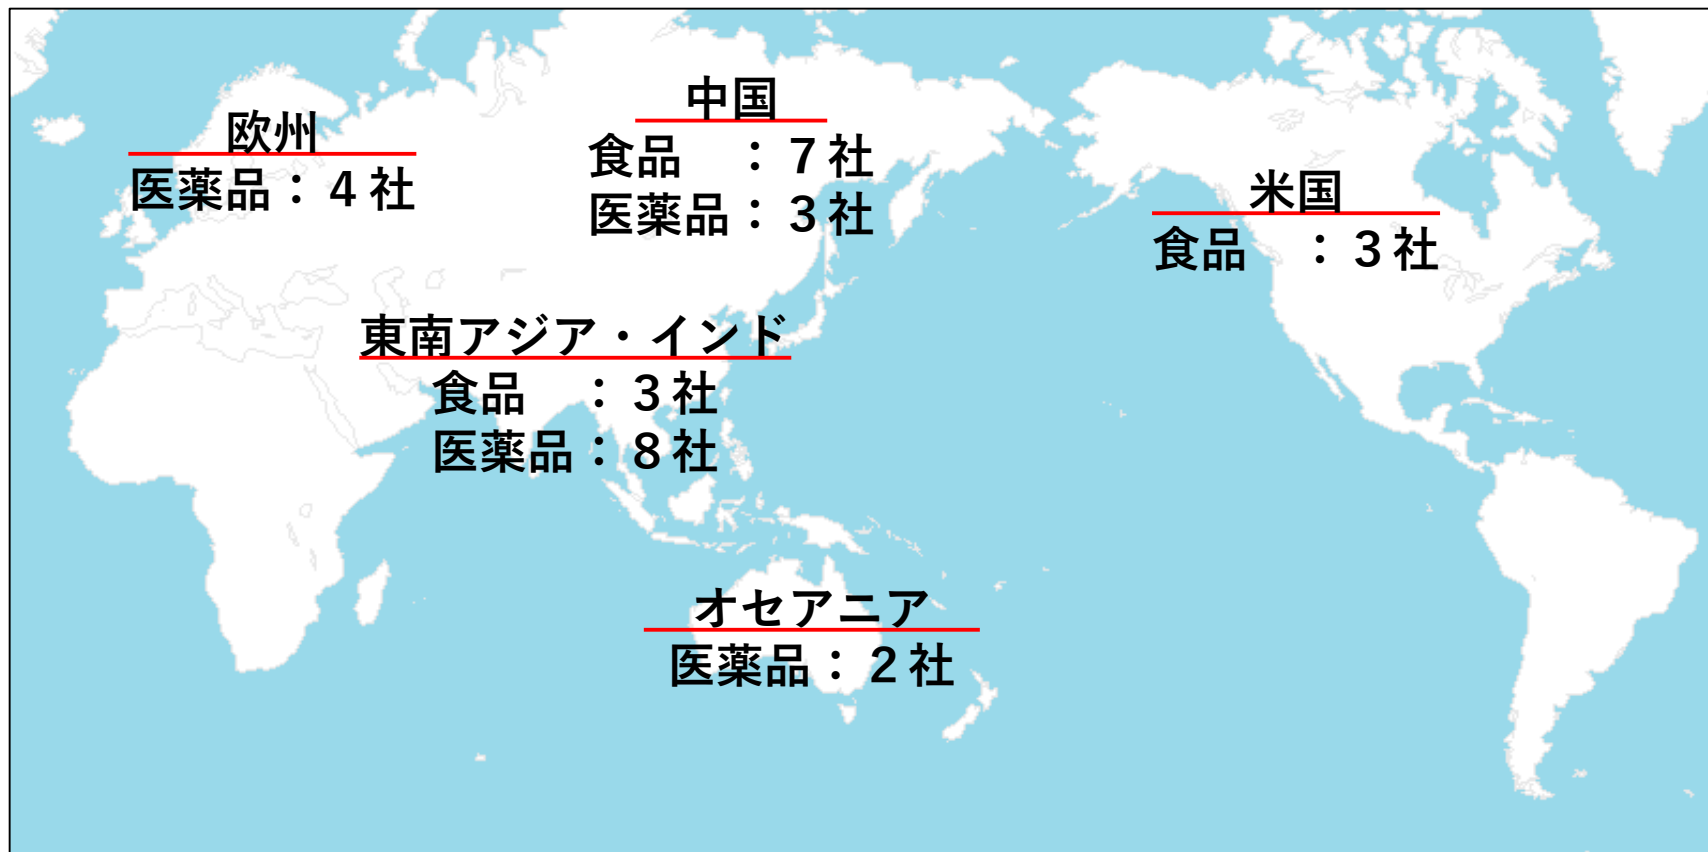 欧州
医薬品：４社
中国
食品　：７社
医薬品：３社
米国
食品　：３社
東南アジア・インド
食品　：３社
医薬品：８社
オセアニア
医薬品：２社